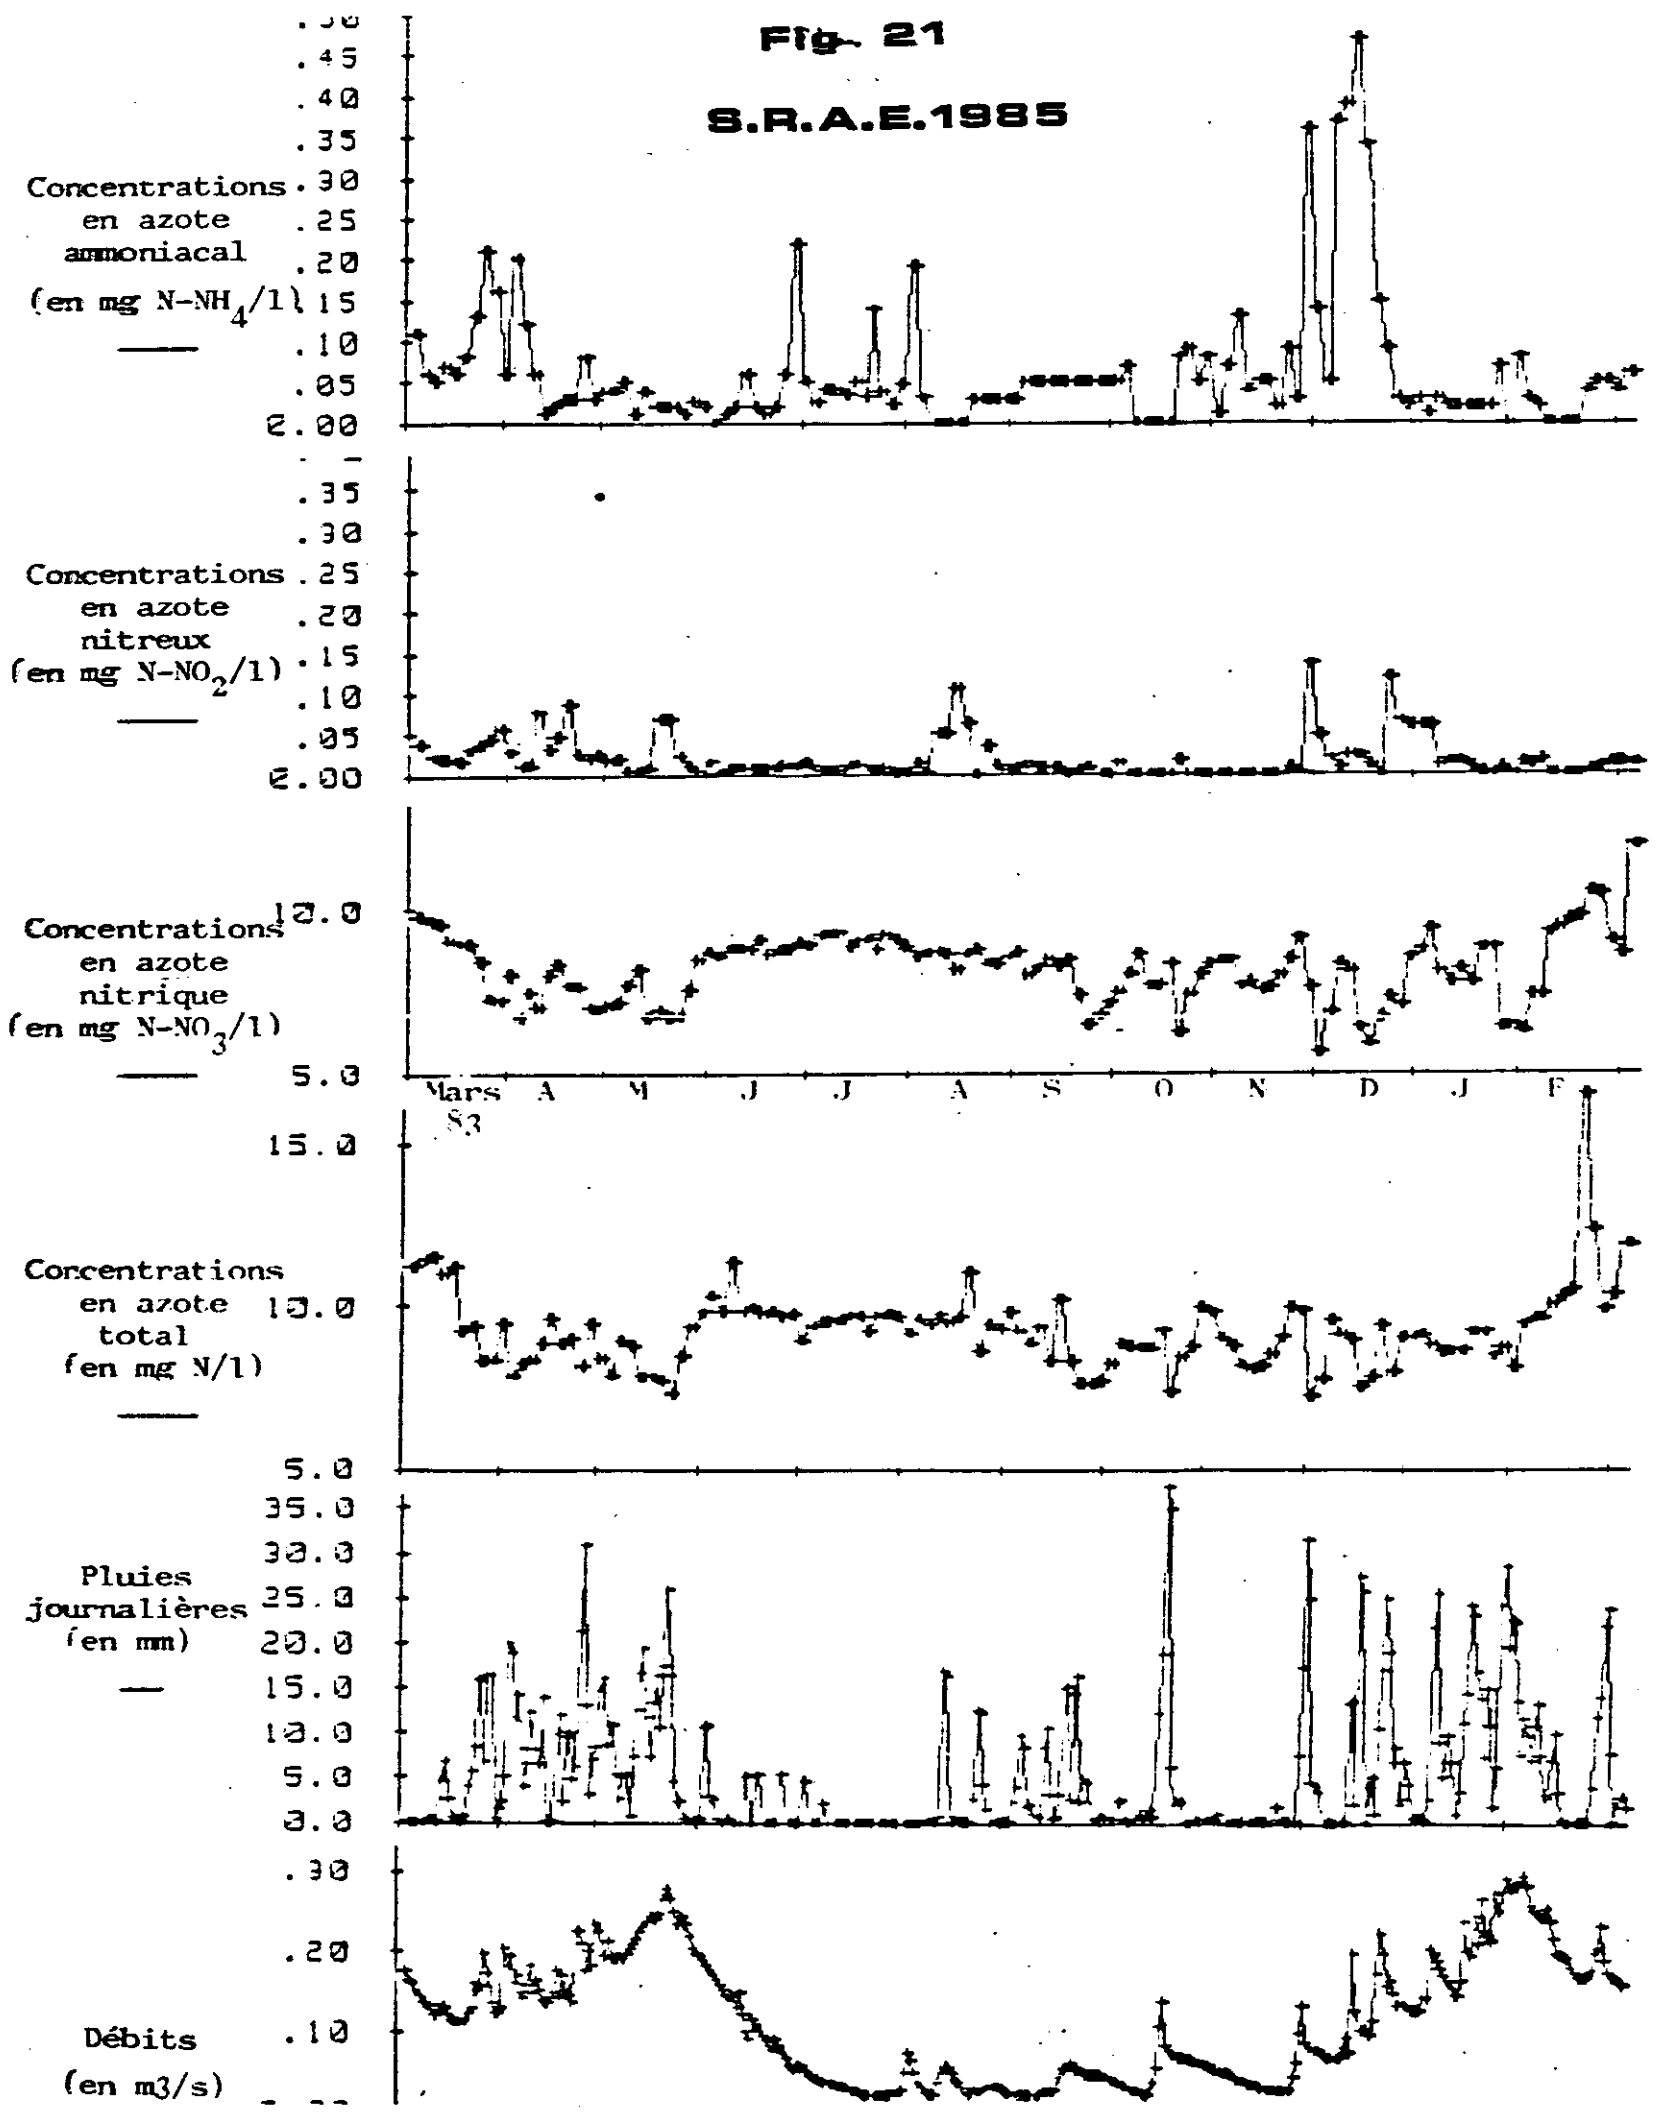 Fig. 21
S.R.A.E.1985
.45
.40
.35
.30
.25
.20
.15
.10
.05
0.00
Concentrations
en azote
ammoniacal
(en mg N-NH4/l)
.35
.30
.25
.20
.15
.10
.05
0.00
Concentrations
en azote
nitreux
(en mg N-NO2/l)
10.0
5.0
Concentrations
en azote
nitrique
(en mg N-NO3/l)
Mars A M J J A S O N D J F
83
15.0
10.0
5.0
Concentrations
en azote
total
(en mg N/l)
35.0
30.0
25.0
20.0
15.0
10.0
5.0
0.0
Pluies
journalières
(en mm)
.30
.20
.10
Débits
(en m3/s)